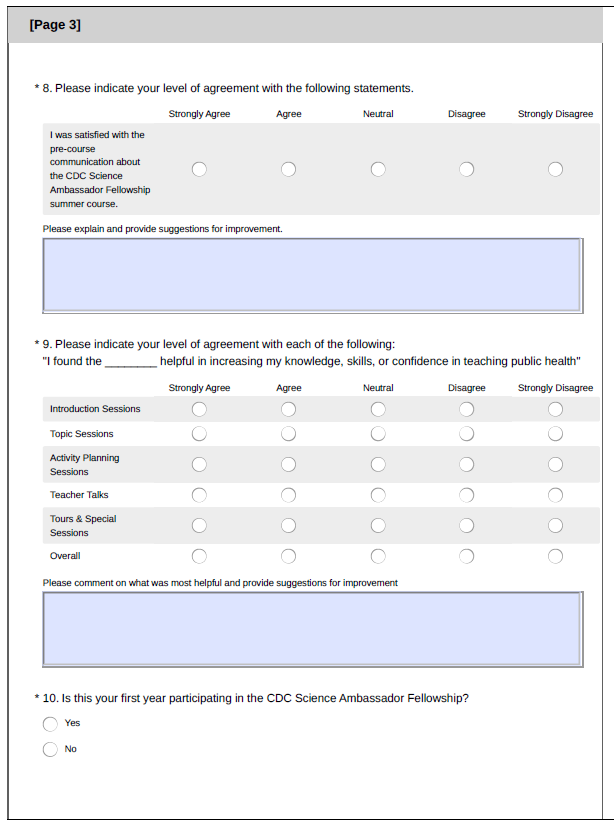 [Page 3]
* 8. Please indicate your level of agreement with the following statements.
Strongly Agree Agree Neutral Disagree Strongly Disagree
I was satisfied with the
pre-course
communication about
the CDC Science
Ambassador Fellowship
summer course.
Please explain and provide suggestions for improvement.
* 9. Please indicate your level of agreement with each of the following:
"I found the ________ helpful in increasing my knowledge, skills, or confidence in teaching public health"
Strongly Agree Agree Neutral Disagree Strongly Disagree
Introduction Sessions
Topic Sessions
Activity Planning
Sessions
Teacher Talks
Tours & Special
Sessions
Overall
Please comment on what was most helpful and provide suggestions for improvement
* 10. Is this your first year participating in the CDC Science Ambassador Fellowship?
Yes
No